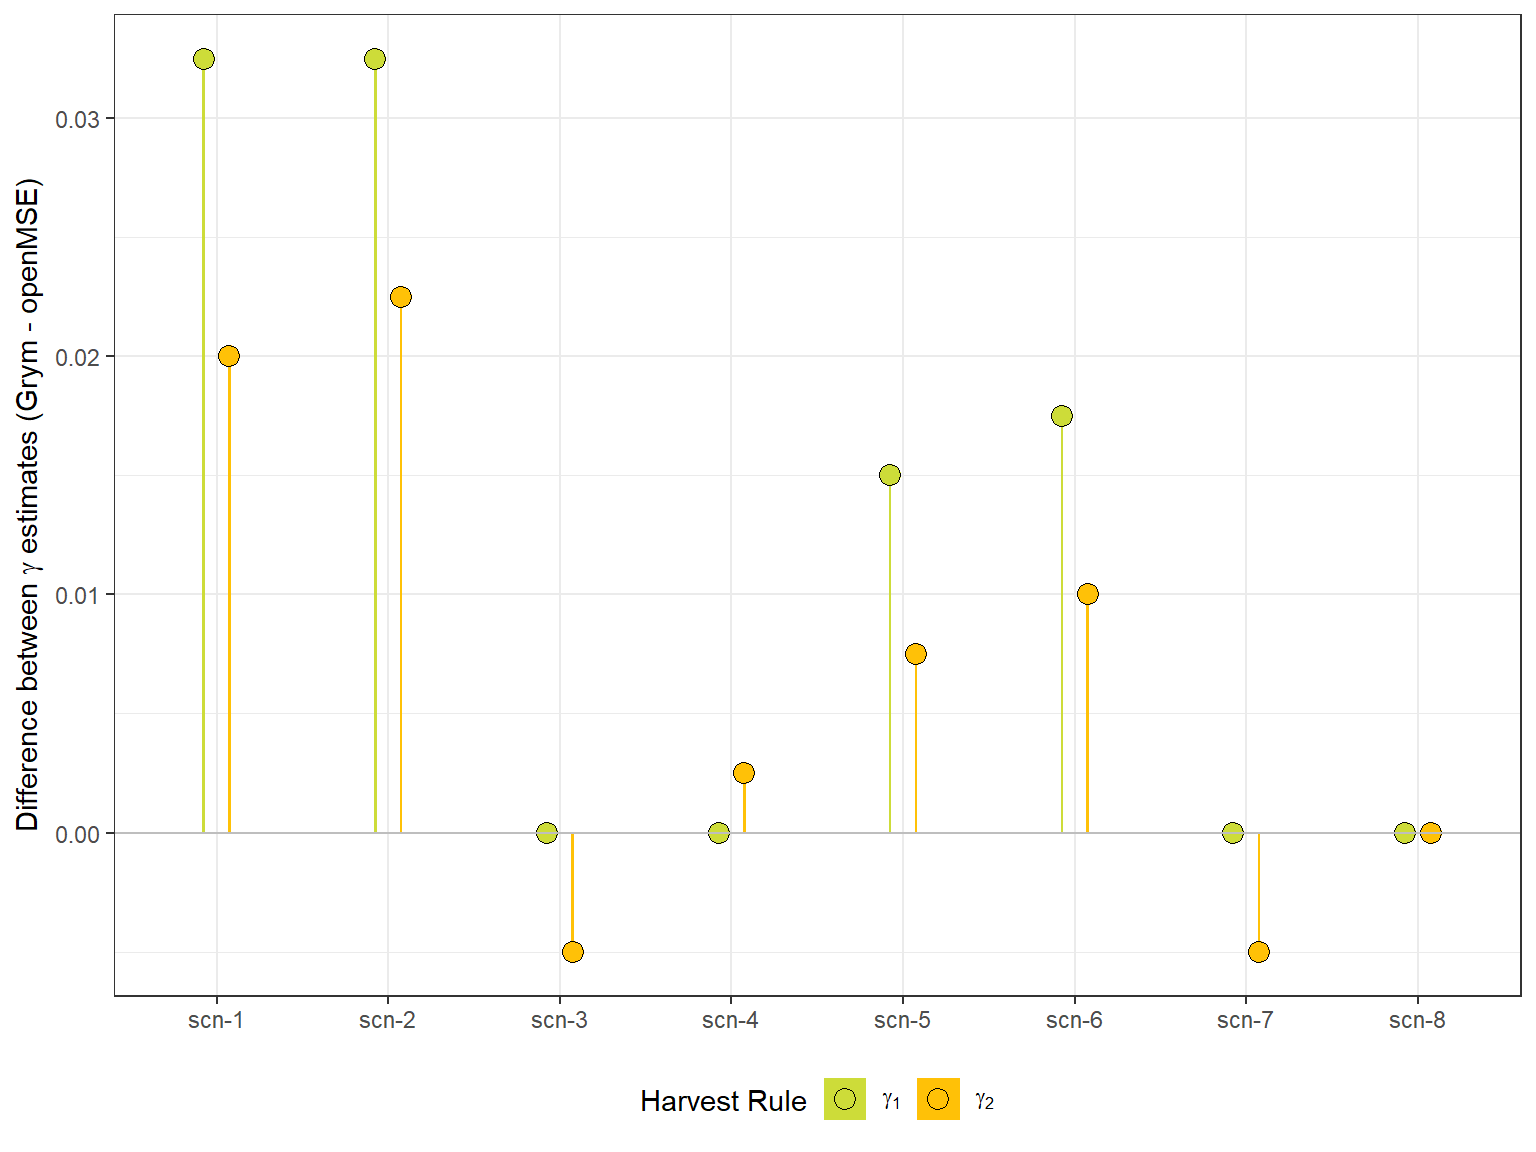 Difference between γ estimates (Grym - openMSE)
0.03
0.02
0.01
0.00
scn-1 scn-2 scn-3 scn-4 scn-5 scn-6 scn-7 scn-8
Harvest Rule γ1 γ2